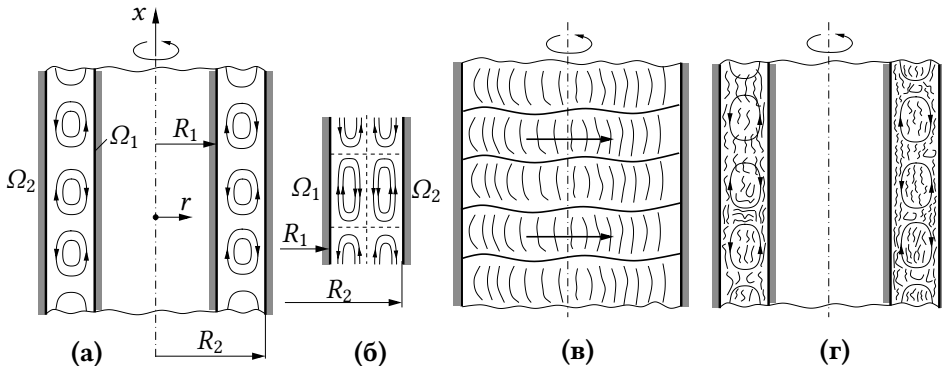 x
R₁
Ω₁
Ω₂
r
R₂
(а)
Ω₁
Ω₂
R₁
R₂
(б)
(в)
(г)